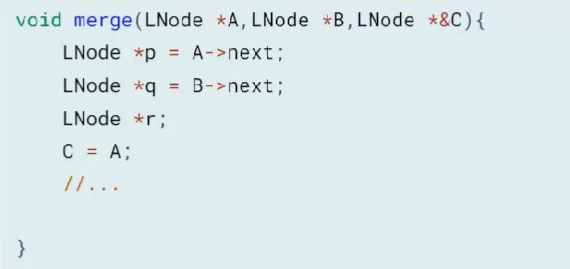 void merge(LNode *A,LNode *B,LNode *&C){
    LNode *p = A->next;
    LNode *q = B->next;
    LNode *r;
    C = A;
    //...
}